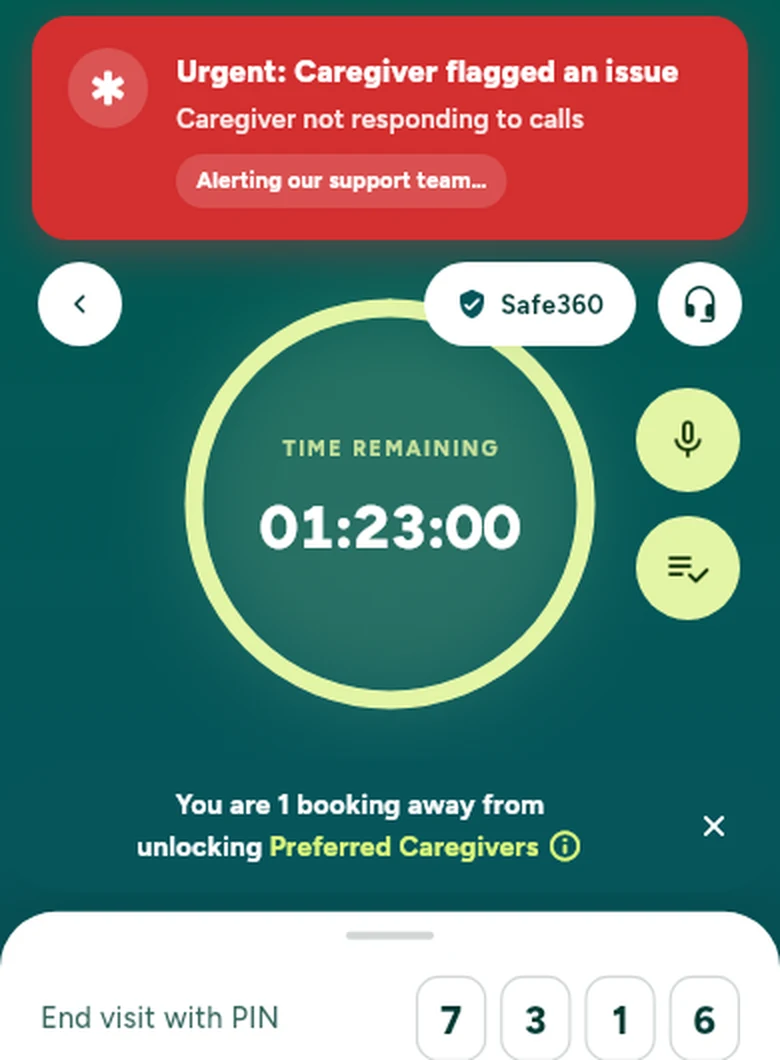 Urgent: Caregiver flagged an issue
Caregiver not responding to calls
Alerting our support team...
Safe360
TIME REMAINING
01:23:00
You are 1 booking away from
unlocking Preferred Caregivers
End visit with PIN 7 3 1 6